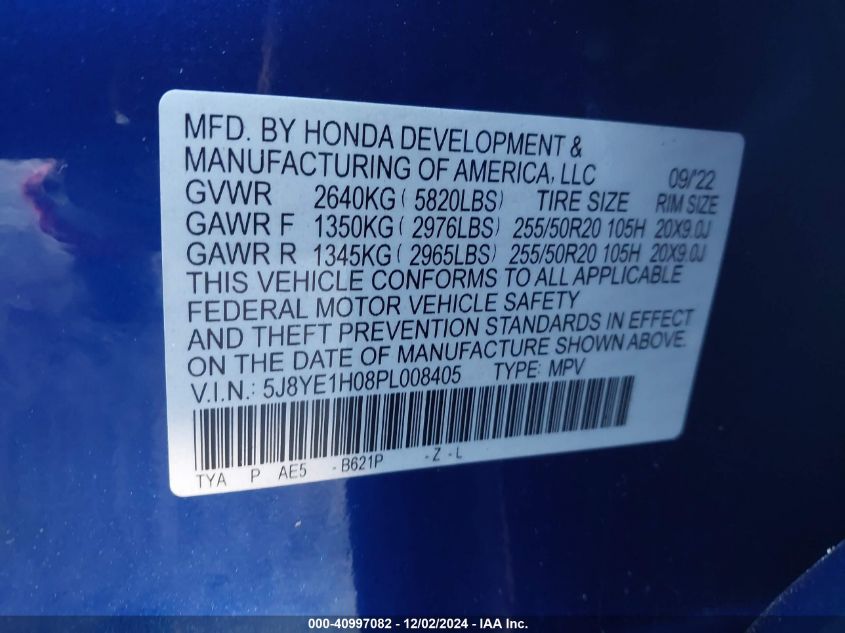 MFD. BY HONDA DEVELOPMENT &
MANUFACTURING OF AMERICA, LLC 09/'22
GVWR 2640KG ( 5820LBS) TIRE SIZE RIM SIZE
GAWR F 1350KG ( 2976LBS) 255/50R20 105H 20X9.0J
GAWR R 1345KG ( 2965LBS) 255/50R20 105H 20X9.0J
THIS VEHICLE CONFORMS TO ALL APPLICABLE
FEDERAL MOTOR VEHICLE SAFETY
AND THEFT PREVENTION STANDARDS IN EFFECT
ON THE DATE OF MANUFACTURE SHOWN ABOVE.
V.I.N.: 5J8YE1H08PL008405 TYPE: MPV
TYA P AE5 -B621P -Z-L
000-40997082 - 12/02/2024 - IAA Inc.